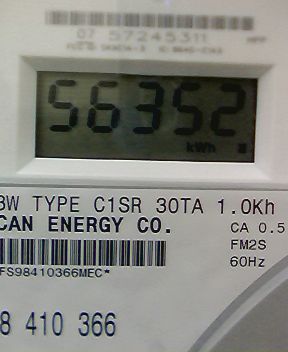 07 57245311
56352
kWh
3W TYPE C1SR 30TA 1.0Kh
CAN ENERGY CO.
CA 0.5
FM2S
60Hz
FS98410366MEC*
8 410 366